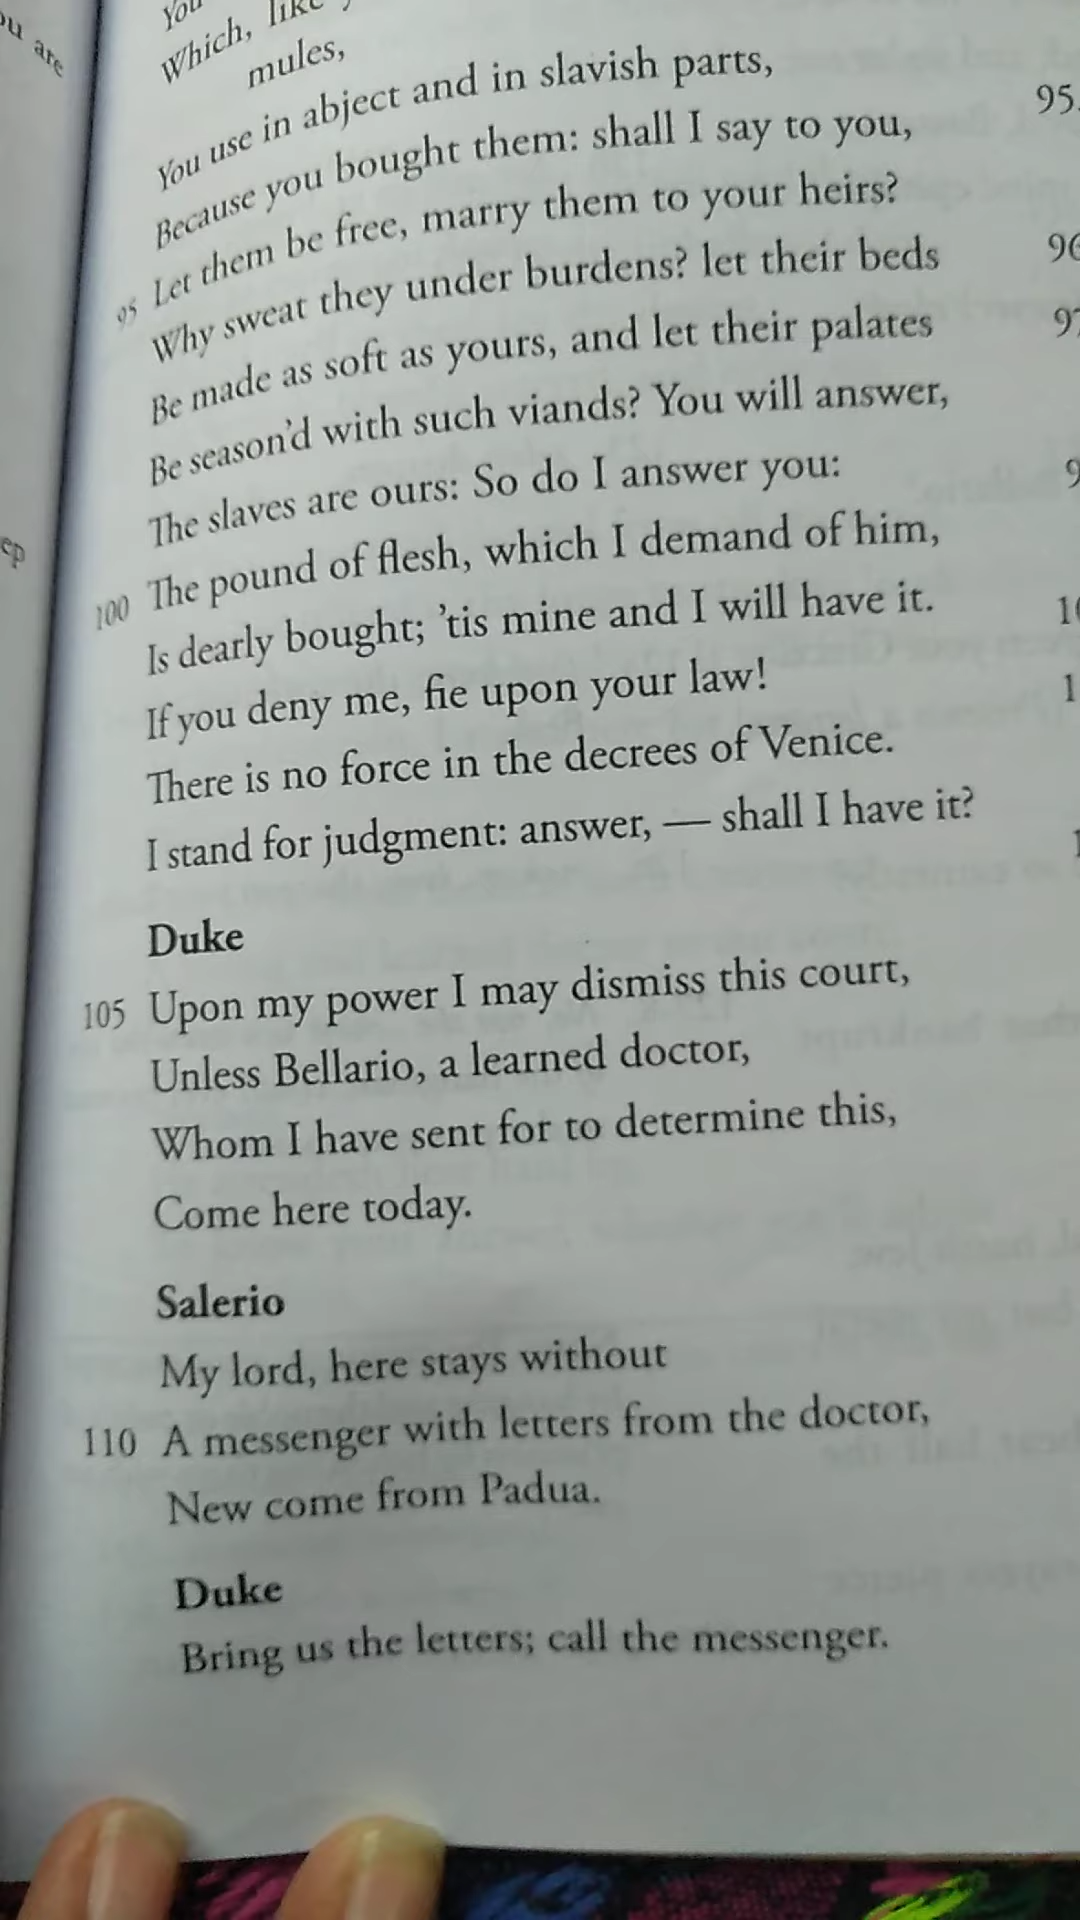 ou are
ep
You
Which, like
mules,
You use in abject and in slavish parts,
Because you bought them: shall I say to you,
95 Let them be free, marry them to your heirs?
Why sweat they under burdens? let their beds
Be made as soft as yours, and let their palates
Be season'd with such viands? You will answer,
The slaves are ours: So do I answer you:
100 The pound of flesh, which I demand of him,
Is dearly bought; 'tis mine and I will have it.
If you deny me, fie upon your law!
There is no force in the decrees of Venice.
I stand for judgment: answer, — shall I have it?
Duke
105 Upon my power I may dismiss this court,
Unless Bellario, a learned doctor,
Whom I have sent for to determine this,
Come here today.
Salerio
My lord, here stays without
110 A messenger with letters from the doctor,
New come from Padua.
Duke
Bring us the letters; call the messenger.
95.